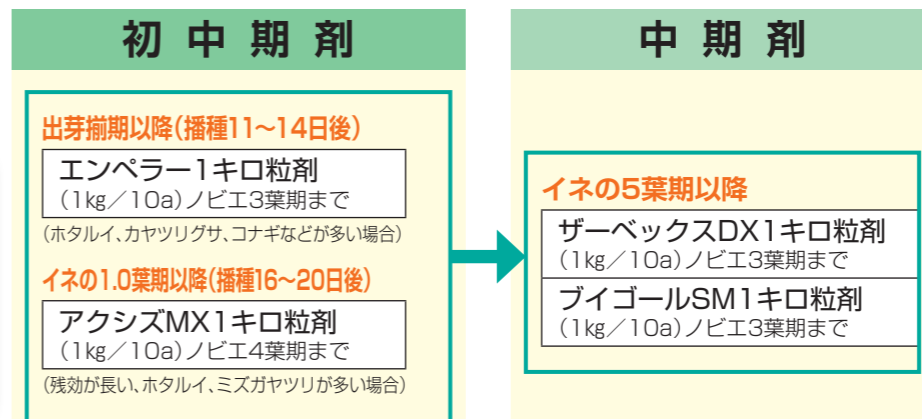 初中期剤
出芽揃期以降(播種11〜14日後)
エンペラー1キロ粒剤
(1kg／10a)ノビエ3葉期まで
(ホタルイ、カヤツリグサ、コナギなどが多い場合)
イネの1.0葉期以降(播種16〜20日後)
アクシズMX1キロ粒剤
(1kg／10a)ノビエ4葉期まで
(残効が長い、ホタルイ、ミズガヤツリが多い場合)
中期剤
イネの5葉期以降
ザーベックスDX1キロ粒剤
(1kg／10a)ノビエ3葉期まで
ブイゴールSM1キロ粒剤
(1kg／10a)ノビエ3葉期まで